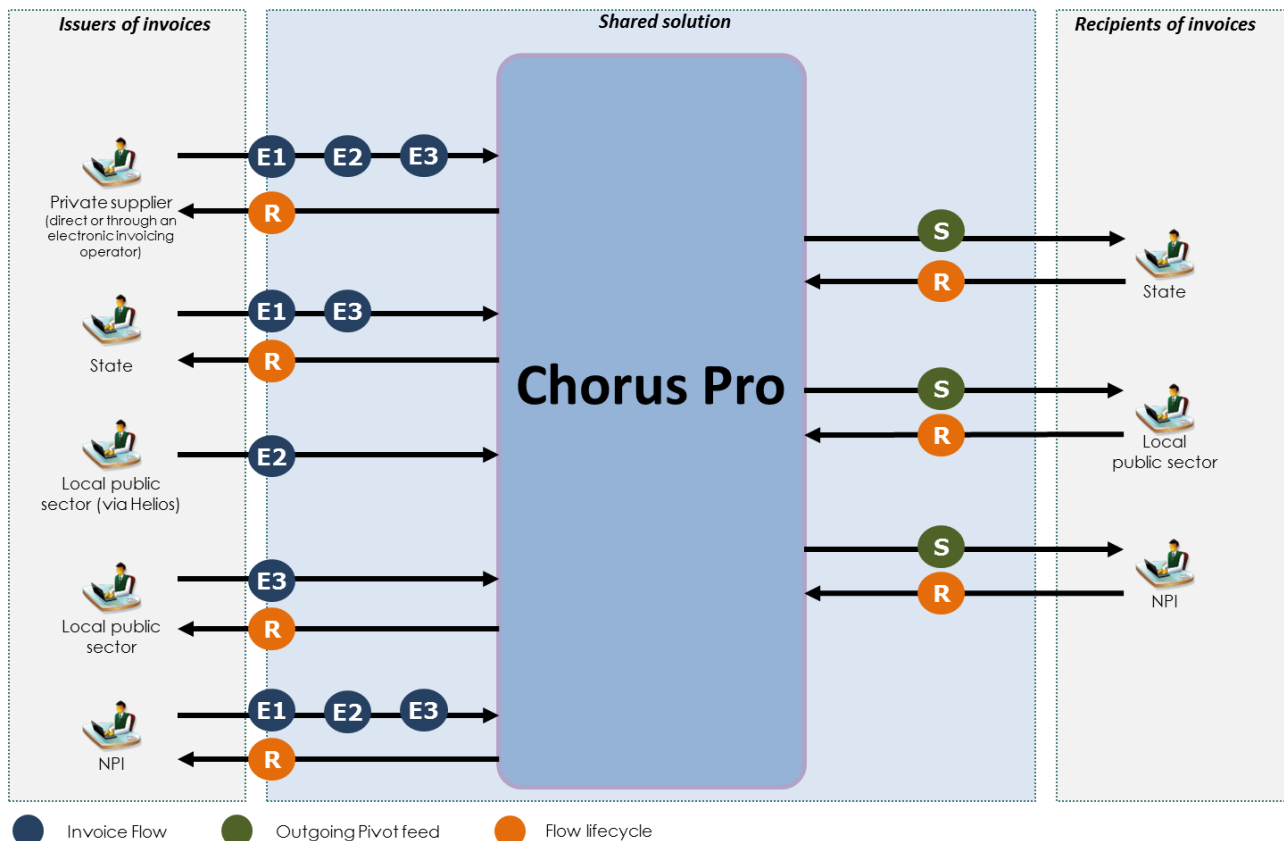 Issuers of invoices
Shared solution
Recipients of invoices
E1 E2 E3
Private supplier
(direct or through an
electronic invoicing
operator)
R
S
R
State
E1 E3
State
R
Chorus Pro
S
R
Local
public sector
E2
Local public
sector (via Helios)
S
R
NPI
E3
Local public
sector
R
E1 E2 E3
NPI
R
Invoice Flow
Outgoing Pivot feed
Flow lifecycle